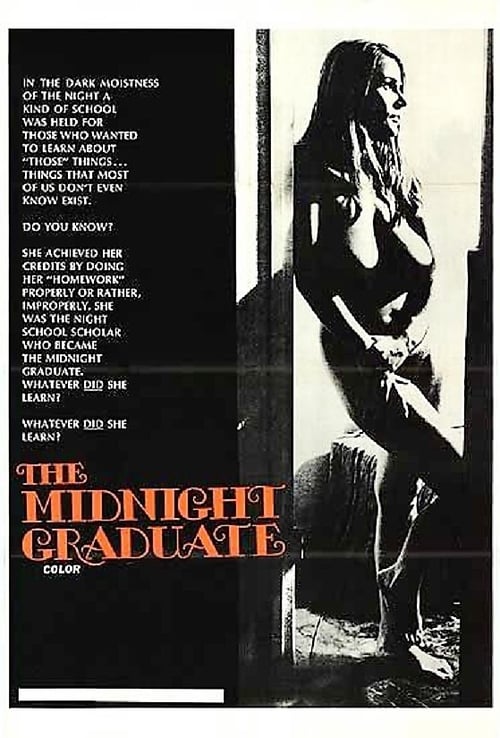 IN THE DARK MOISTNESS
OF THE NIGHT A
KIND OF SCHOOL
WAS HELD FOR
THOSE WHO WANTED
TO LEARN ABOUT
"THOSE" THINGS...
THINGS THAT MOST
OF US DON'T EVEN
KNOW EXIST.
DO YOU KNOW?
SHE ACHIEVED HER
CREDITS BY DOING
HER "HOMEWORK"
PROPERLY OR RATHER,
IMPROPERLY. SHE
WAS THE NIGHT
SCHOOL SCHOLAR
WHO BECAME
THE MIDNIGHT
GRADUATE.
WHATEVER DID SHE
LEARN?
WHATEVER DID SHE
LEARN?
THE
MIDNIGHT
GRADUATE
COLOR